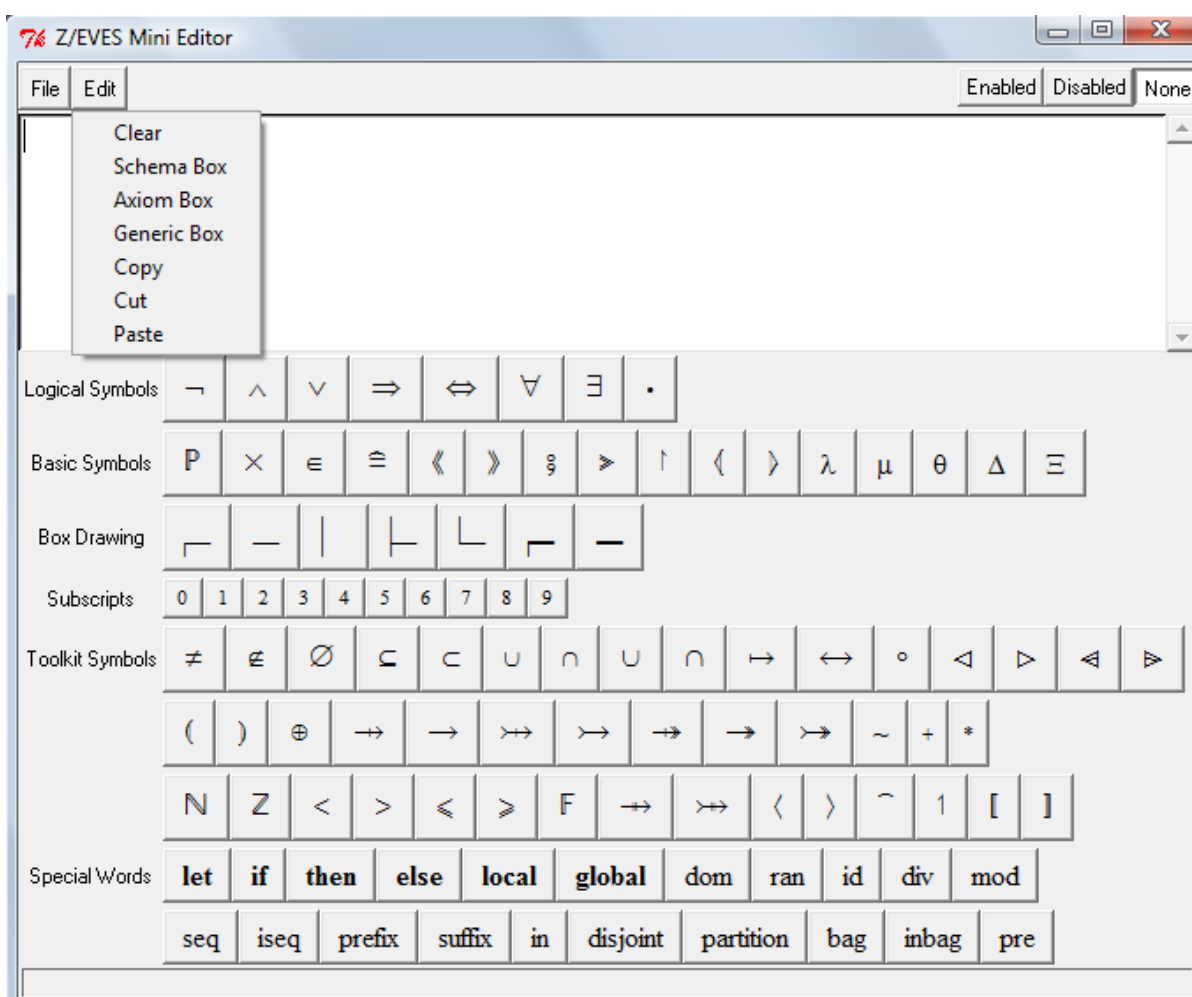 Z/EVES Mini Editor
File Edit Enabled Disabled None
Clear
Schema Box
Axiom Box
Generic Box
Copy
Cut
Paste
Logical Symbols ¬ ∧ ∨ ⇒ ⇔ ∀ ∃ •
Basic Symbols ℙ × ∈ ≙ ⟪ ⟫ ⨟ ⪢ ↾ ⦉ ⦊ λ μ θ Δ Ξ
Box Drawing ┌─ ─ │ ├─ └─ ┍━ ━
Subscripts 0 1 2 3 4 5 6 7 8 9
Toolkit Symbols ≠ ∉ ∅ ⊆ ⊂ ∪ ∩ ⋃ ⋂ ↦ ↔ ∘ ◁ ▷ ⩤ ⩥
( ) ⊕ ⇸ → ⤔ ↣ ⤀ ↠ ⤖ ~ + *
ℕ ℤ < > ⩽ ⩾ 𝔽 ⇻ ⤕ ⟨ ⟩ ⁀ ↿ ⟦ ⟧
Special Words let if then else local global dom ran id div mod
seq iseq prefix suffix in disjoint partition bag inbag pre